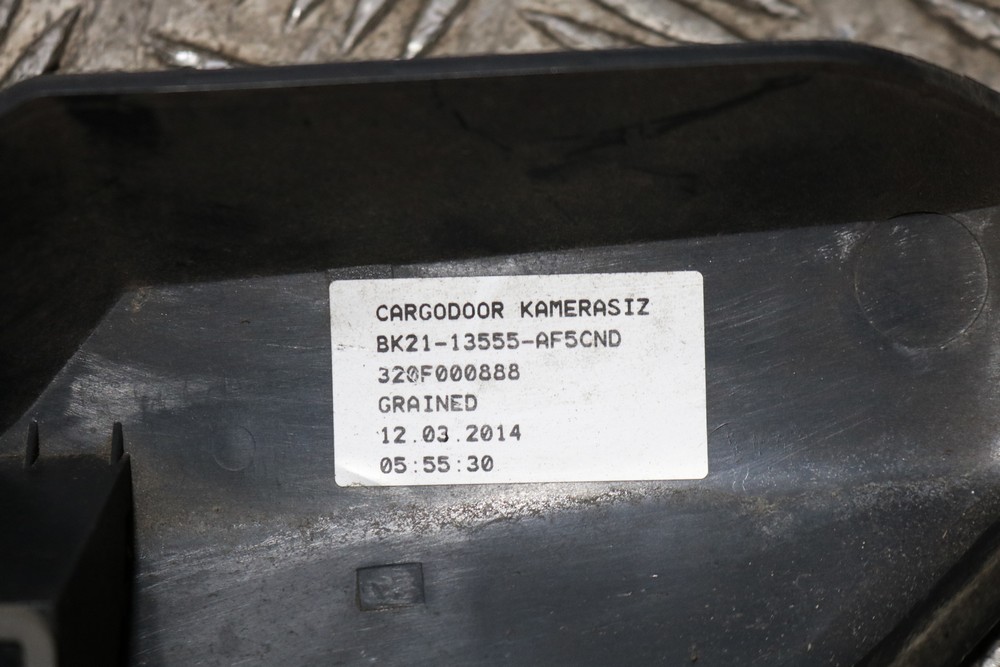 CARGODOOR KAMERASIZ
BK21-13555-AF5CND
320F000888
GRAINED
12.03.2014
05:55:30